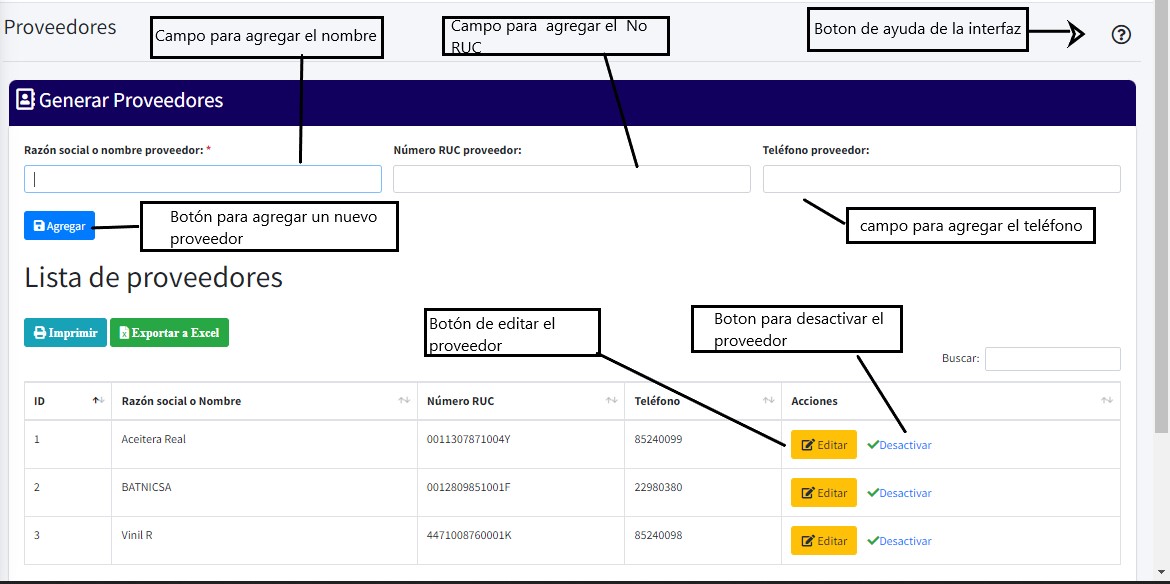 Proveedores
Campo para agregar el nombre
Campo para agregar el No
RUC
Boton de ayuda de la interfaz
Generar Proveedores
Razón social o nombre proveedor: *
Número RUC proveedor:
Teléfono proveedor:
Agregar
Botón para agregar un nuevo
proveedor
campo para agregar el teléfono
Lista de proveedores
Imprimir
Exportar a Excel
Botón de editar el
proveedor
Boton para desactivar el
proveedor
Buscar:
ID Razón social o Nombre Número RUC Teléfono Acciones
1 Aceitera Real 0011307871004Y 85240099 Editar Desactivar
2 BATNICSA 0012809851001F 22980380 Editar Desactivar
3 Vinil R 4471008760001K 85240098 Editar Desactivar